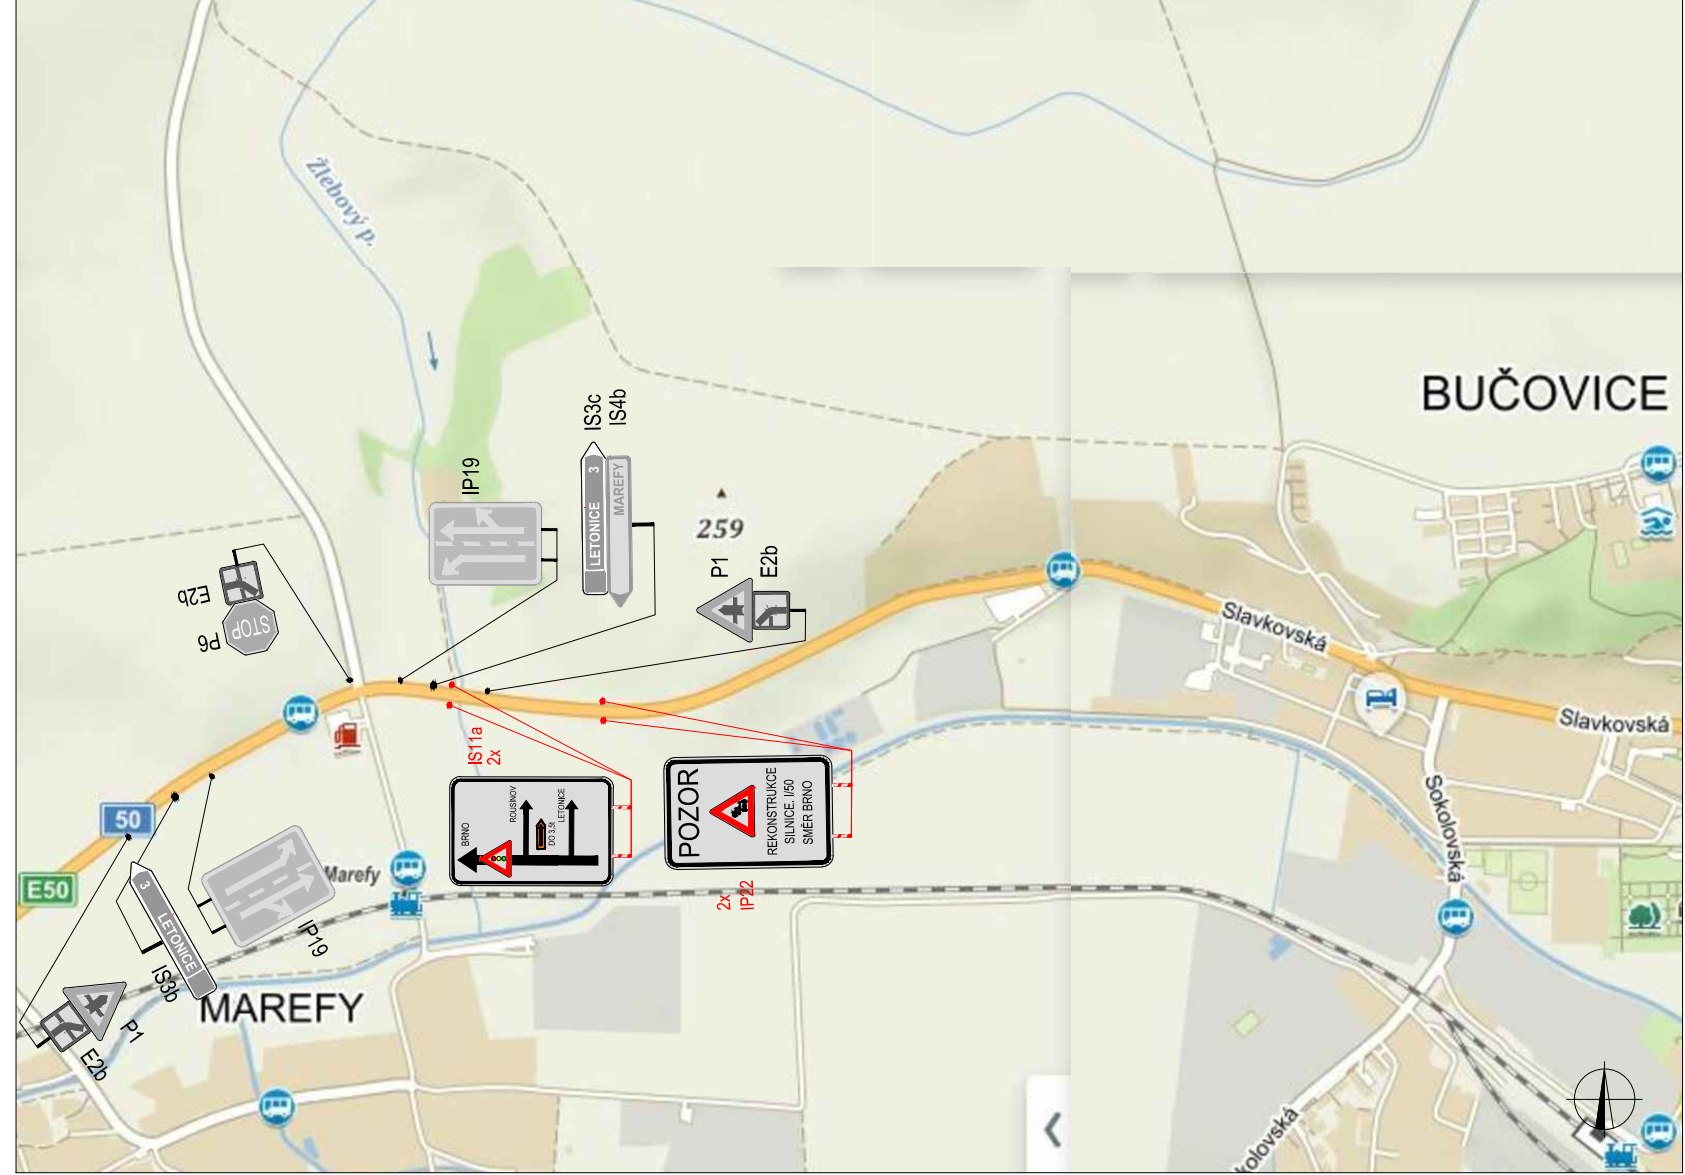 Žlebový p.
BUČOVICE
IS3c
IS4b
IP19
LETONICE 3
MAREFY
259
P1
E2b
E2b
P6
STOP
Slavkovská
Slavkovská
IS11a
2x
BRNO
ROUSÍNOV
DO 3,5t
LETONICE
POZOR
REKONSTRUKCE
SILNICE. I/50
SMĚR BRNO
2x
IP22
50
E50
Marefy
3
LETONICE
IP19
IS3b
MAREFY
P1
E2b
Sokolovská
kolovská